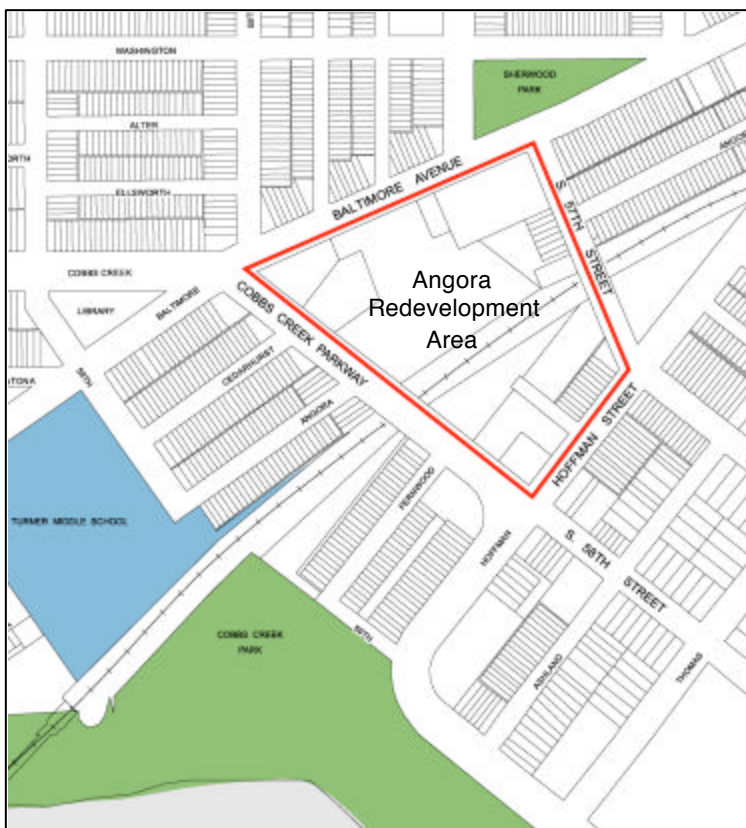 WASHINGTON
SHERWOOD
PARK
ALTER
ELLSWORTH
BALTIMORE AVENUE
S. 57TH
STREET
COBBS CREEK
LIBRARY
BALTIMORE
COBBS CREEK PARKWAY
Angora
Redevelopment
Area
CEDARHURST
59TH
ANGORA
HOFFMAN STREET
TURNER MIDDLE SCHOOL
FERNWOOD
HOFFMAN
S. 58TH
STREET
COBBS CREEK
PARK
ASHLAND
THOMAS